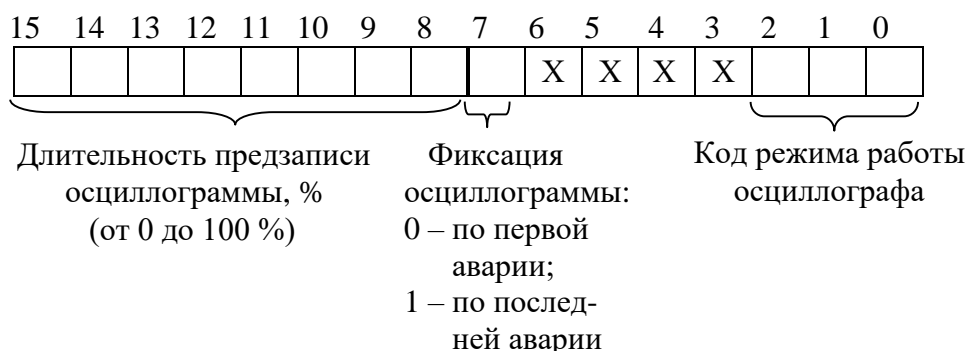 15 14 13 12 11 10 9 8 7 6 5 4 3 2 1 0
X X X X
Длительность предзаписи
осциллограммы, %
(от 0 до 100 %)
Фиксация
осциллограммы:
0 – по первой
аварии;
1 – по послед-
ней аварии
Код режима работы
осциллографа